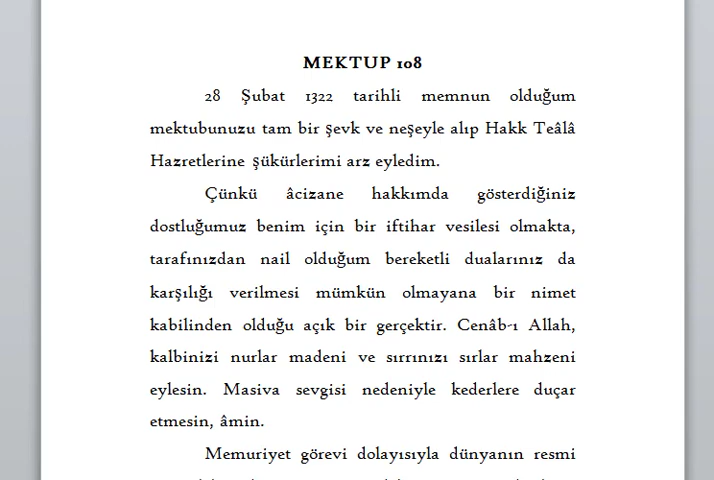 MEKTUP 108
28 Şubat 1322 tarihli memnun olduğum
mektubunuzu tam bir şevk ve neşeyle alıp Hakk Teâlâ
Hazretlerine şükürlerimi arz eyledim.
Çünkü âcizane hakkımda gösterdiğiniz
dostluğumuz benim için bir iftihar vesilesi olmakta,
tarafınızdan nail olduğum bereketli dualarınız da
karşılığı verilmesi mümkün olmayana bir nimet
kabilinden olduğu açık bir gerçektir. Cenâb-ı Allah,
kalbinizi nurlar madeni ve sırrınızı sırlar mahzeni
eylesin. Masiva sevgisi nedeniyle kederlere duçar
etmesin, âmin.
Memuriyet görevi dolayısıyla dünyanın resmi